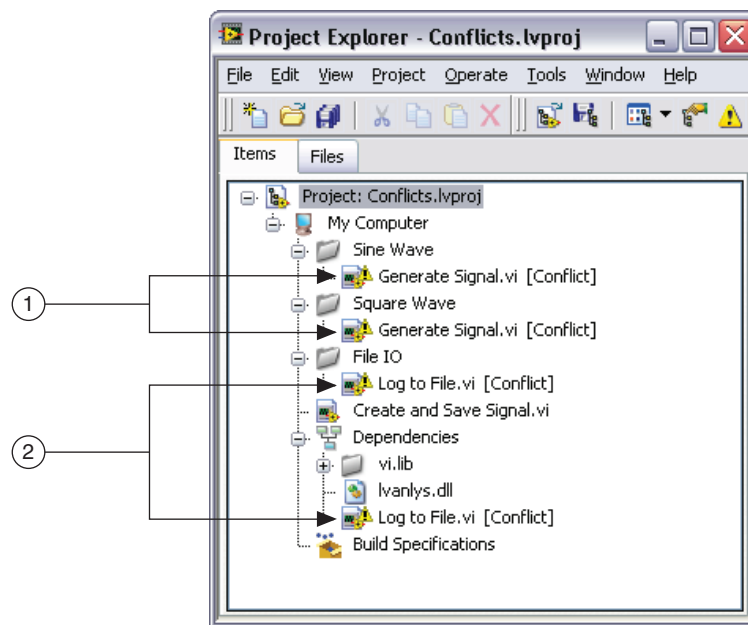 Project Explorer - Conflicts.lvproj
File Edit View Project Operate Tools Window Help
Items Files
Project: Conflicts.lvproj
My Computer
Sine Wave
1
Generate Signal.vi [Conflict]
Square Wave
Generate Signal.vi [Conflict]
File IO
Log to File.vi [Conflict]
Create and Save Signal.vi
Dependencies
2
vi.lib
lvanlys.dll
Log to File.vi [Conflict]
Build Specifications